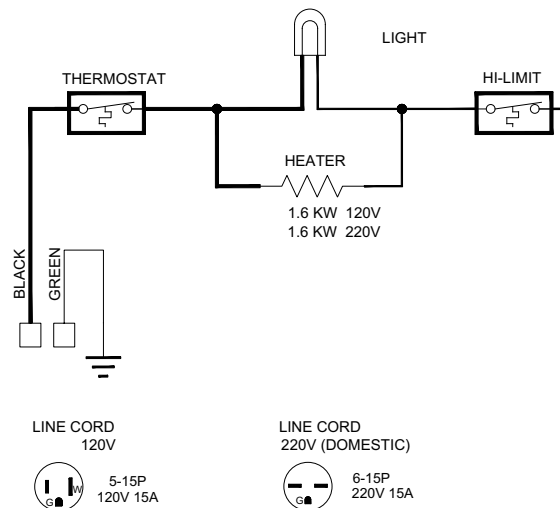 LIGHT
THERMOSTAT
HI-LIMIT
HEATER
1.6 KW 120V
1.6 KW 220V
BLACK
GREEN
LINE CORD
120V
G
W
5-15P
120V 15A
LINE CORD
220V (DOMESTIC)
G
6-15P
220V 15A